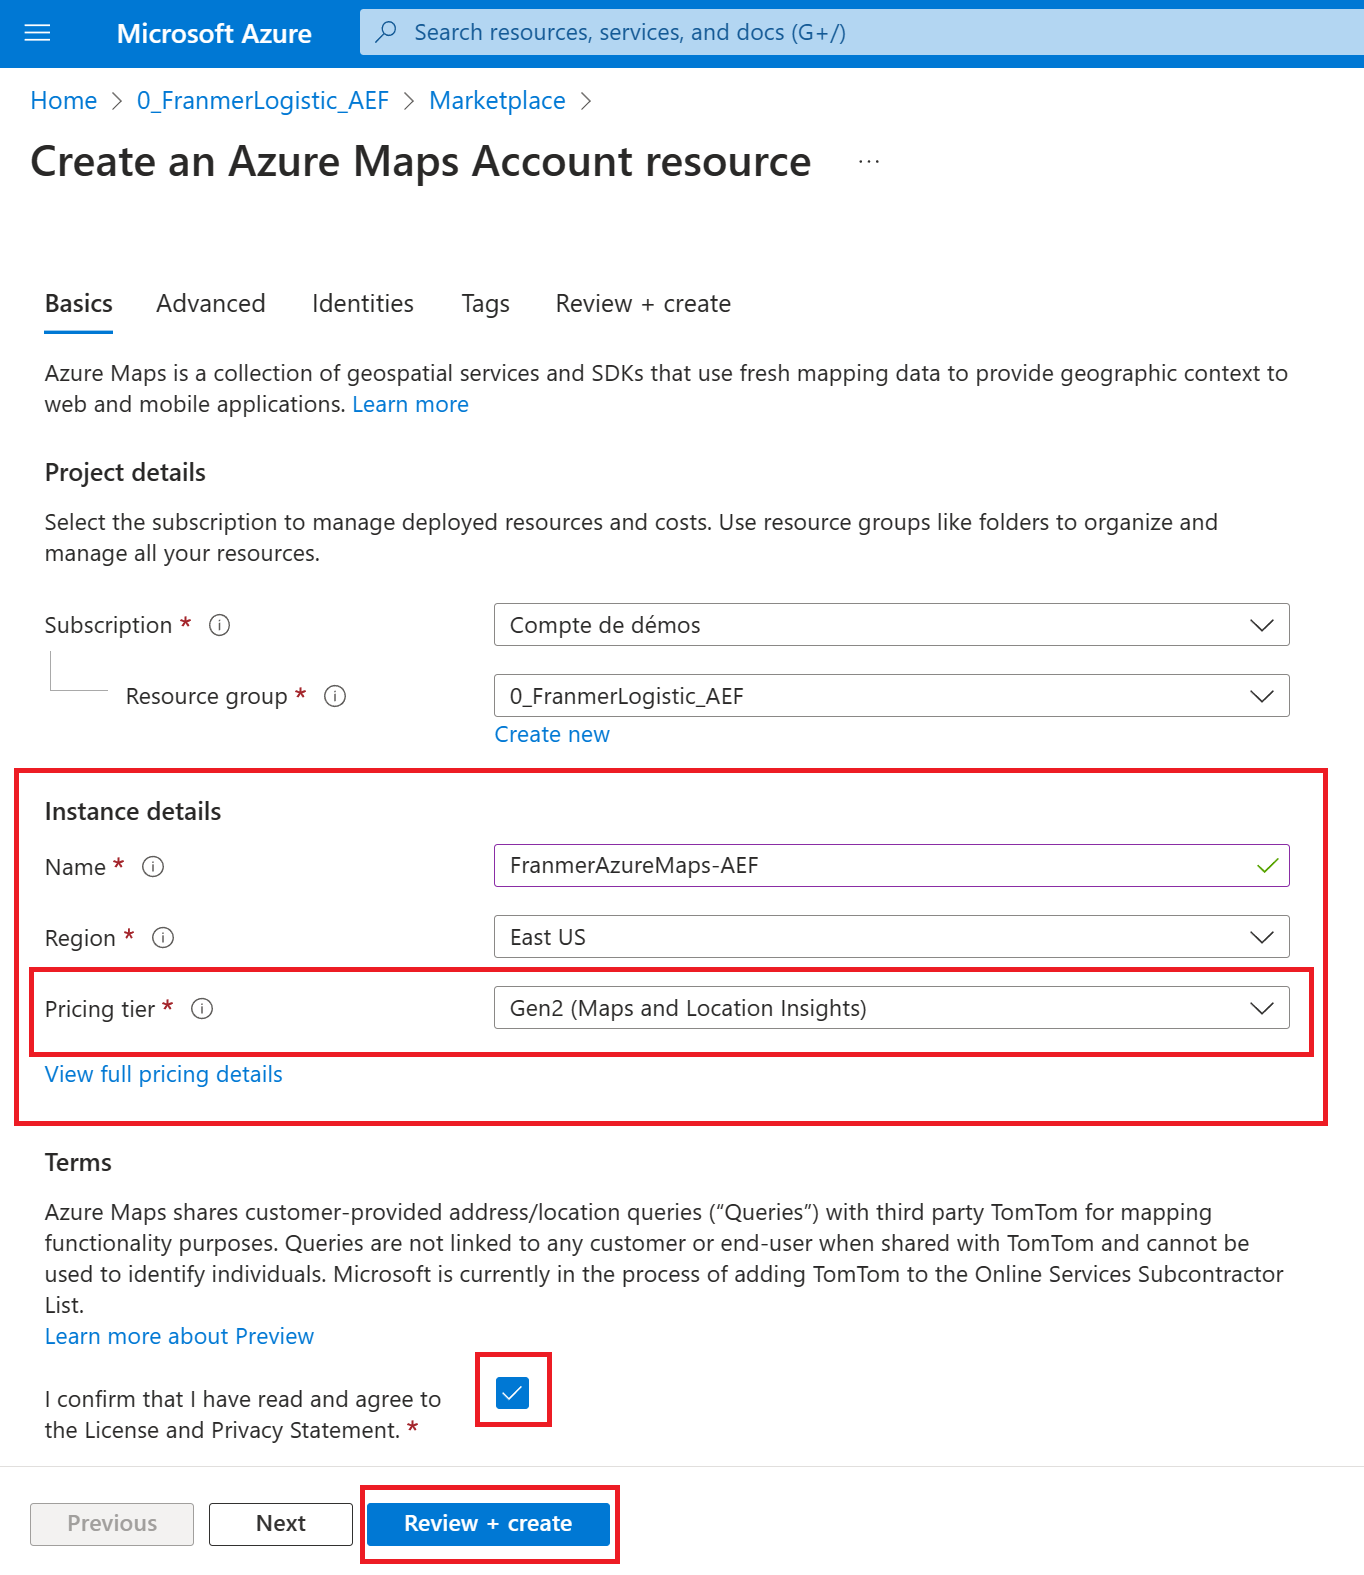 Microsoft Azure
Search resources, services, and docs (G+/)
Home > 0_FranmerLogistic_AEF > Marketplace >
Create an Azure Maps Account resource ...
Basics Advanced Identities Tags Review + create
Azure Maps is a collection of geospatial services and SDKs that use fresh mapping data to provide geographic context to
web and mobile applications. Learn more
Project details
Select the subscription to manage deployed resources and costs. Use resource groups like folders to organize and
manage all your resources.
Subscription *
Compte de démos
Resource group *
0_FranmerLogistic_AEF
Create new
Instance details
Name *
FranmerAzureMaps-AEF
Region *
East US
Pricing tier *
Gen2 (Maps and Location Insights)
View full pricing details
Terms
Azure Maps shares customer-provided address/location queries (“Queries”) with third party TomTom for mapping
functionality purposes. Queries are not linked to any customer or end-user when shared with TomTom and cannot be
used to identify individuals. Microsoft is currently in the process of adding TomTom to the Online Services Subcontractor
List.
Learn more about Preview
I confirm that I have read and agree to
the License and Privacy Statement. *
Previous
Next
Review + create